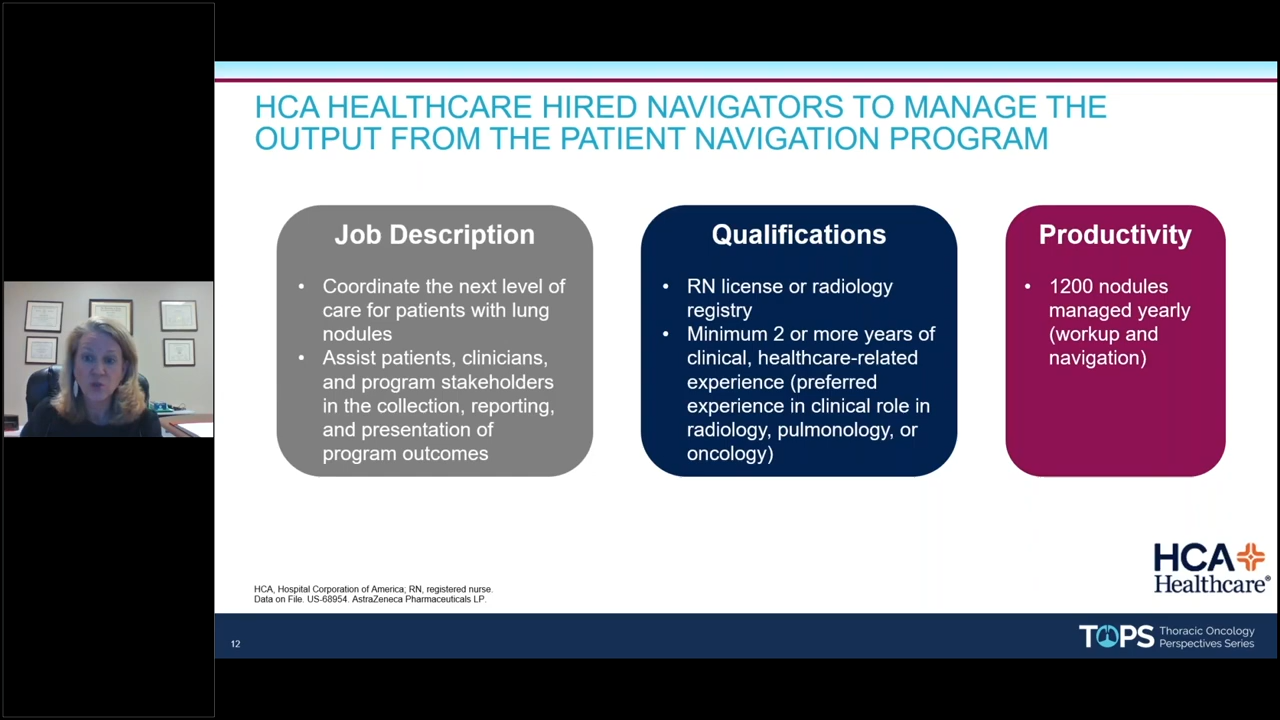 HCA HEALTHCARE HIRED NAVIGATORS TO MANAGE THE
OUTPUT FROM THE PATIENT NAVIGATION PROGRAM
Job Description
• Coordinate the next level of
care for patients with lung
nodules
• Assist patients, clinicians,
and program stakeholders
in the collection, reporting,
and presentation of
program outcomes
Qualifications
• RN license or radiology
registry
• Minimum 2 or more years of
clinical, healthcare-related
experience (preferred
experience in clinical role in
radiology, pulmonology, or
oncology)
Productivity
• 1200 nodules
managed yearly
(workup and
navigation)
HCA
Healthcare®
HCA, Hospital Corporation of America; RN, registered nurse.
Data on File. US-68954. AstraZeneca Pharmaceuticals LP.
12
TOPS
Thoracic Oncology
Perspectives Series